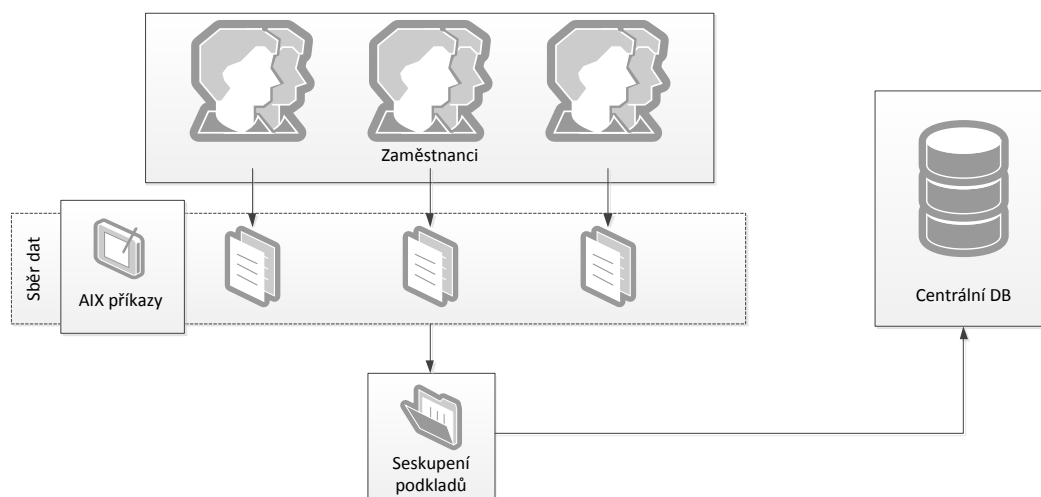 Zaměstnanci
Sběr dat
AIX příkazy
Centrální DB
Seskupení
podkladů